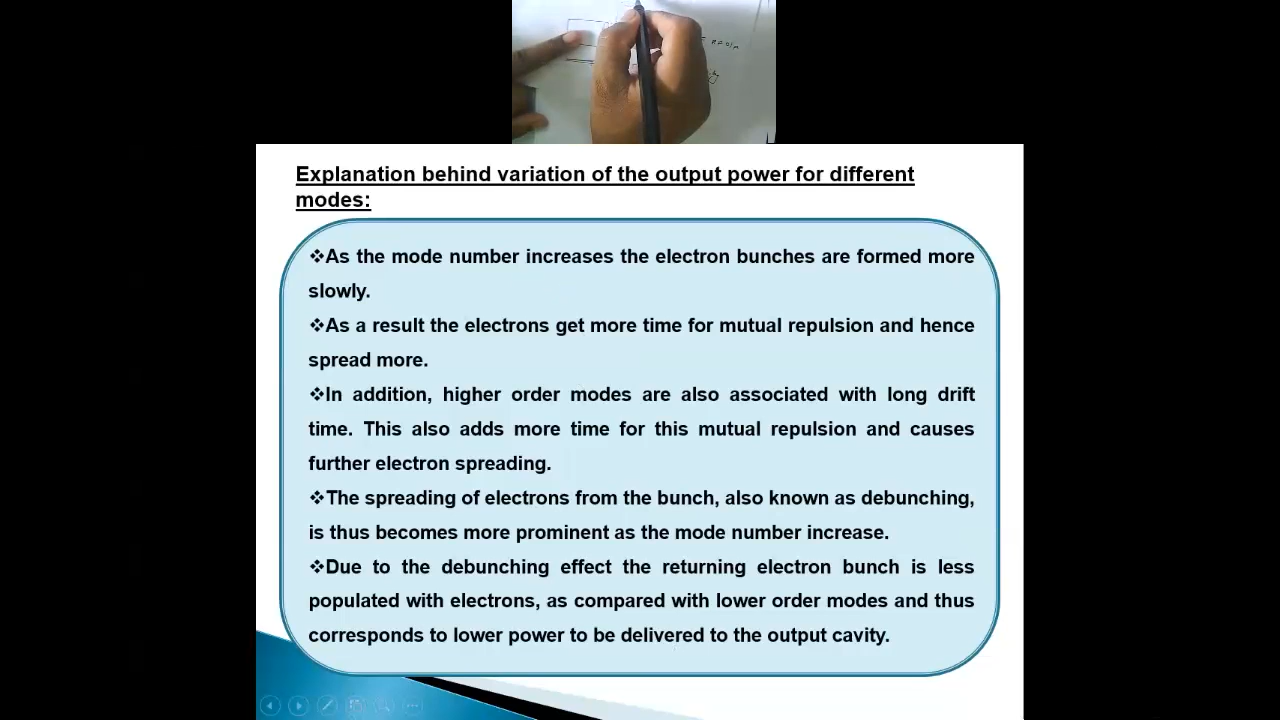 Explanation behind variation of the output power for different
modes:
❖As the mode number increases the electron bunches are formed more
slowly.
❖As a result the electrons get more time for mutual repulsion and hence
spread more.
❖In addition, higher order modes are also associated with long drift
time. This also adds more time for this mutual repulsion and causes
further electron spreading.
❖The spreading of electrons from the bunch, also known as debunching,
is thus becomes more prominent as the mode number increase.
❖Due to the debunching effect the returning electron bunch is less
populated with electrons, as compared with lower order modes and thus
corresponds to lower power to be delivered to the output cavity.